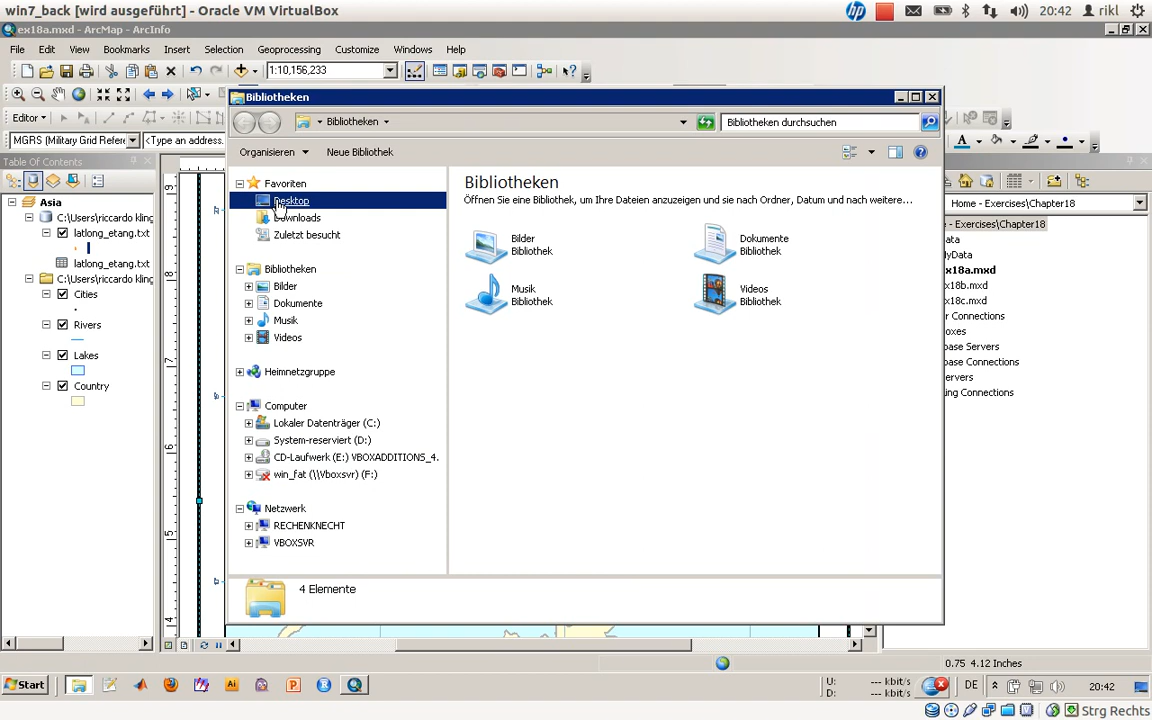 win7_back [wird ausgeführt] - Oracle VM VirtualBox
20:42 rikl
ex18a.mxd - ArcMap - ArcInfo
File Edit View Bookmarks Insert Selection Geoprocessing Customize Windows Help
1:10,156,233
Editor
MGRS (Military Grid Refere <Type an address.
Table Of Contents
Asia
C:\Users\riccardo kling
latlong_etang.txt
latlong_etang.txt
C:\Users\riccardo kling
Cities
Rivers
Lakes
Country
Bibliotheken
Bibliotheken
Bibliotheken durchsuchen
Organisieren Neue Bibliothek
Favoriten
Desktop
Downloads
Zuletzt besucht
Bibliotheken
Bilder
Dokumente
Musik
Videos
Heimnetzgruppe
Computer
Lokaler Datenträger (C:)
System-reserviert (D:)
CD-Laufwerk (E:) VBOXADDITIONS_4.
win_fat (\\Vboxsvr) (F:)
Netzwerk
RECHENKNECHT
VBOXSVR
Bibliotheken
Öffnen Sie eine Bibliothek, um Ihre Dateien anzuzeigen und sie nach Ordner, Datum und nach weitere...
Bilder
Bibliothek
Dokumente
Bibliothek
Musik
Bibliothek
Videos
Bibliothek
4 Elemente
Home - Exercises\Chapter18
e - Exercises\Chapter18
ata
yData
x18a.mxd
x18b.mxd
x18c.mxd
r Connections
oxes
base Servers
base Connections
ervers
ing Connections
0.75 4.12 Inches
Start
U: --- kbit/s
D: --- kbit/s
DE
20:42
Strg Rechts